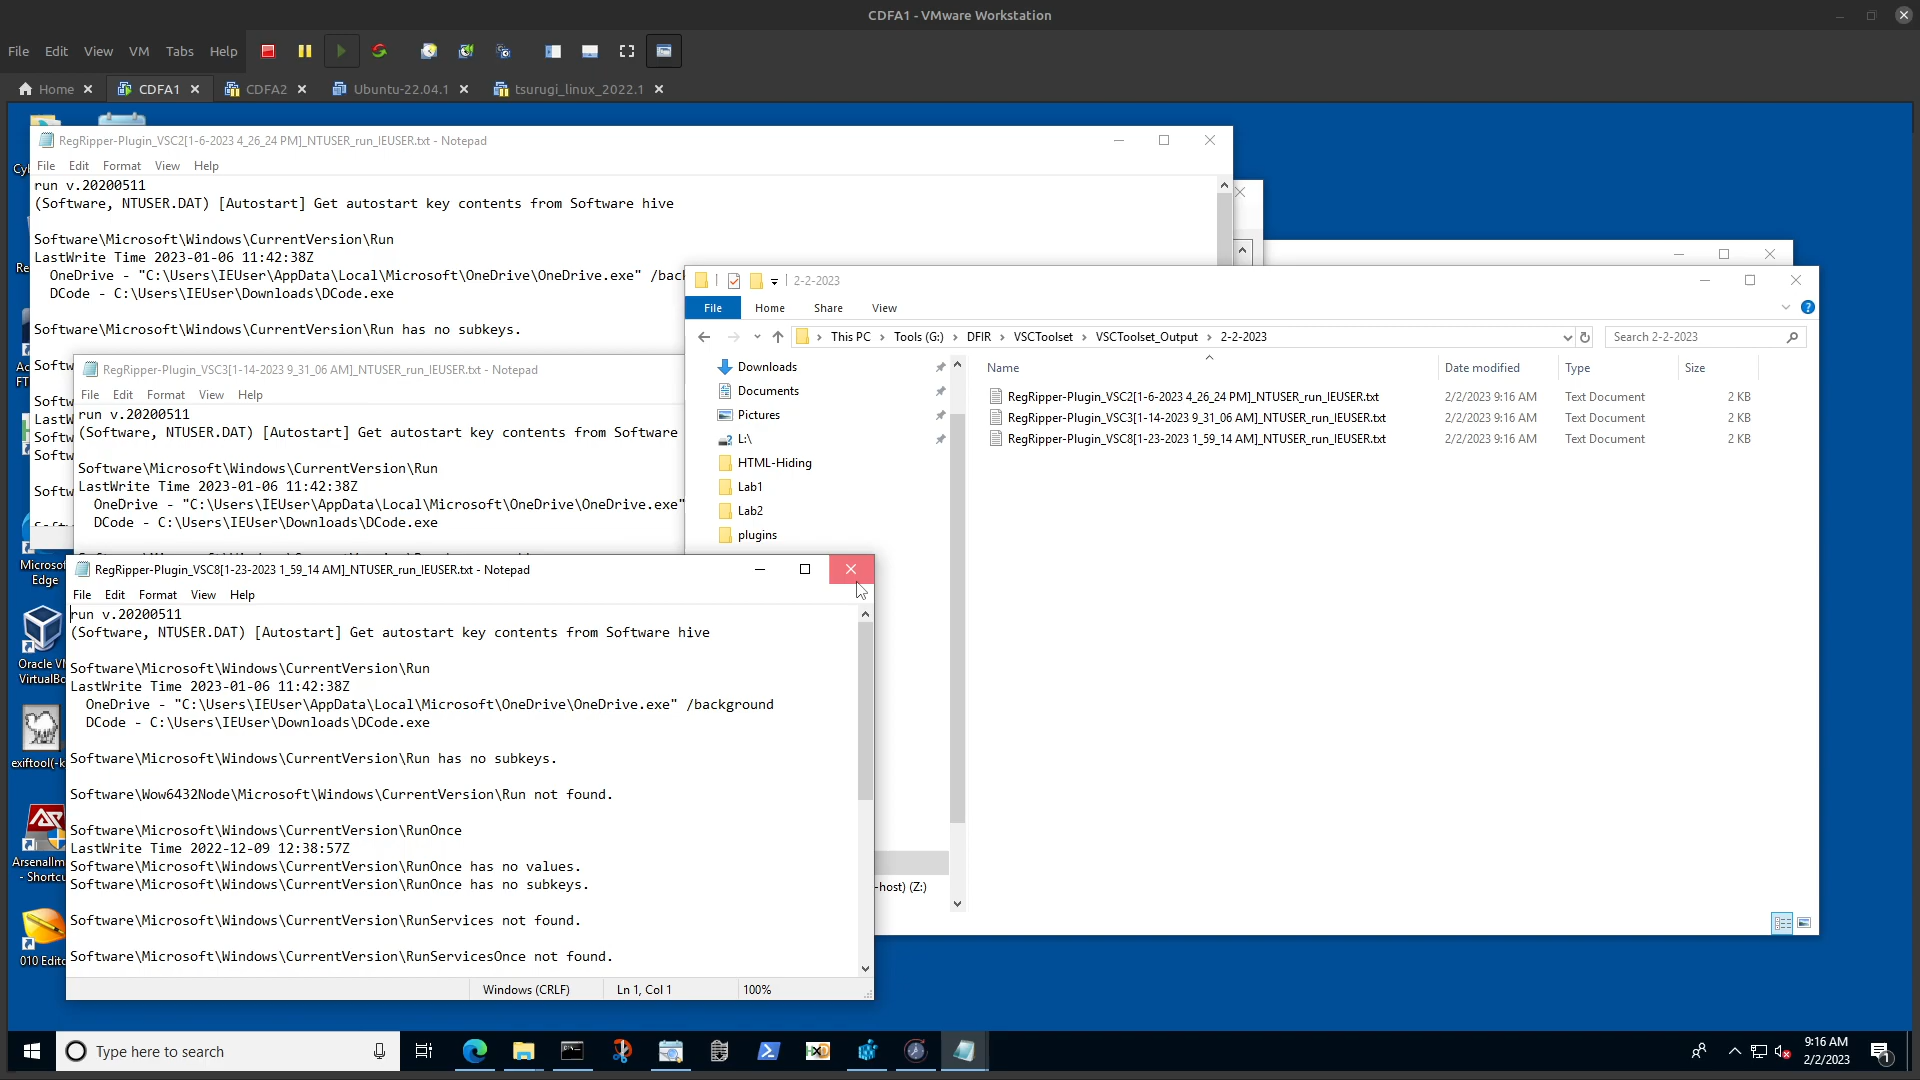 CDFA1 - VMware Workstation
File Edit View VM Tabs Help
Home CDFA1 CDFA2 Ubuntu-22.04.1 tsurugi_linux_2022.1
RegRipper-Plugin_VSC2[1-6-2023 4_26_24 PM]_NTUSER_run_IEUSER.txt - Notepad
File Edit Format View Help
run v.20200511
(Software, NTUSER.DAT) [Autostart] Get autostart key contents from Software hive
Software\Microsoft\Windows\CurrentVersion\Run
LastWrite Time 2023-01-06 11:42:38Z
OneDrive - "C:\Users\IEUser\AppData\Local\Microsoft\OneDrive\OneDrive.exe" /bac
DCode - C:\Users\IEUser\Downloads\DCode.exe
Software\Microsoft\Windows\CurrentVersion\Run has no subkeys.
Softw
Softw
LastW
Softw
Softw
Softw
RegRipper-Plugin_VSC3[1-14-2023 9_31_06 AM]_NTUSER_run_IEUSER.txt - Notepad
File Edit Format View Help
run v.20200511
(Software, NTUSER.DAT) [Autostart] Get autostart key contents from Software
Software\Microsoft\Windows\CurrentVersion\Run
LastWrite Time 2023-01-06 11:42:38Z
OneDrive - "C:\Users\IEUser\AppData\Local\Microsoft\OneDrive\OneDrive.exe"
DCode - C:\Users\IEUser\Downloads\DCode.exe
2-2-2023
File Home Share View
This PC Tools (G:) DFIR VSCToolset VSCToolset_Output 2-2-2023
Search 2-2-2023
Downloads
Documents
Pictures
L:\
HTML-Hiding
Lab1
Lab2
plugins
-host) (Z:)
Name Date modified Type Size
RegRipper-Plugin_VSC2[1-6-2023 4_26_24 PM]_NTUSER_run_IEUSER.txt 2/2/2023 9:16 AM Text Document 2 KB
RegRipper-Plugin_VSC3[1-14-2023 9_31_06 AM]_NTUSER_run_IEUSER.txt 2/2/2023 9:16 AM Text Document 2 KB
RegRipper-Plugin_VSC8[1-23-2023 1_59_14 AM]_NTUSER_run_IEUSER.txt 2/2/2023 9:16 AM Text Document 2 KB
RegRipper-Plugin_VSC8[1-23-2023 1_59_14 AM]_NTUSER_run_IEUSER.txt - Notepad
File Edit Format View Help
run v.20200511
(Software, NTUSER.DAT) [Autostart] Get autostart key contents from Software hive
Software\Microsoft\Windows\CurrentVersion\Run
LastWrite Time 2023-01-06 11:42:38Z
OneDrive - "C:\Users\IEUser\AppData\Local\Microsoft\OneDrive\OneDrive.exe" /background
DCode - C:\Users\IEUser\Downloads\DCode.exe
Software\Microsoft\Windows\CurrentVersion\Run has no subkeys.
Software\Wow6432Node\Microsoft\Windows\CurrentVersion\Run not found.
Software\Microsoft\Windows\CurrentVersion\RunOnce
LastWrite Time 2022-12-09 12:38:57Z
Software\Microsoft\Windows\CurrentVersion\RunOnce has no values.
Software\Microsoft\Windows\CurrentVersion\RunOnce has no subkeys.
Software\Microsoft\Windows\CurrentVersion\RunServices not found.
Software\Microsoft\Windows\CurrentVersion\RunServicesOnce not found.
Windows (CRLF) Ln 1, Col 1 100%
Cyl
Re
Ac
FT
Microso
Edge
Oracle VM
VirtualBo
exiftool(-k
Arsenallm
- Shortcu
010 Edito
Type here to search
9:16 AM
2/2/2023
1